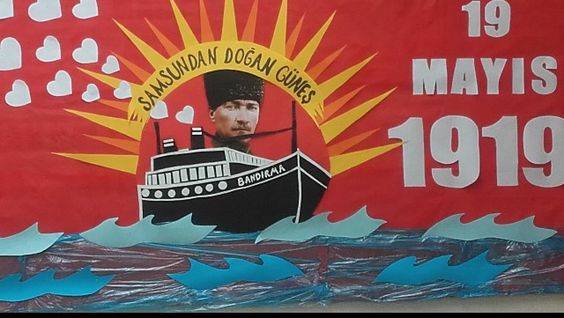 SAMSUNDAN DOĞAN GÜNEŞ
BANDIRMA
19
MAYIS
1919